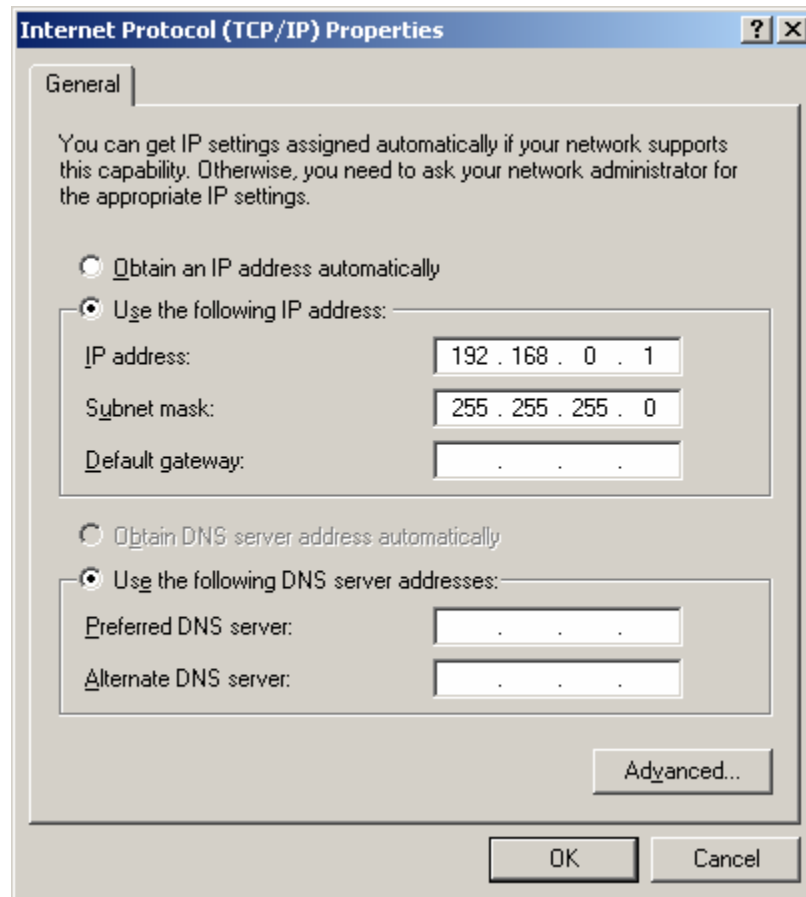 Internet Protocol (TCP/IP) Properties
General
You can get IP settings assigned automatically if your network supports
this capability. Otherwise, you need to ask your network administrator for
the appropriate IP settings.
Obtain an IP address automatically
Use the following IP address:
IP address: 192 . 168 . 0 . 1
Subnet mask: 255 . 255 . 255 . 0
Default gateway: . . .
Obtain DNS server address automatically
Use the following DNS server addresses:
Preferred DNS server: . . .
Alternate DNS server: . . .
Advanced...
OK Cancel